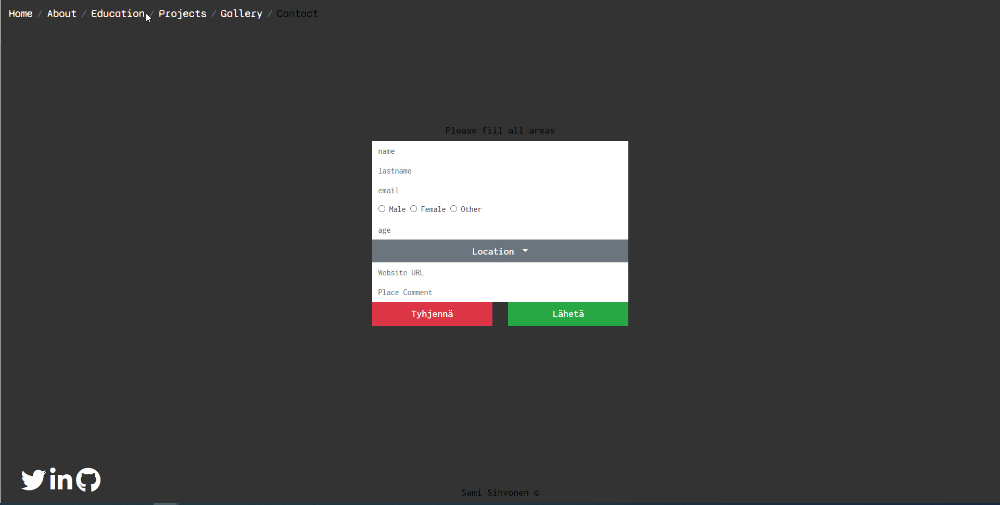 Home / About / Education / Projects / Gallery / Contact
Please fill all areas
name
lastname
email
Male Female Other
age
Location
Website URL
Place Comment
Tyhjennä Lähetä
in
Sami Sihvonen ©